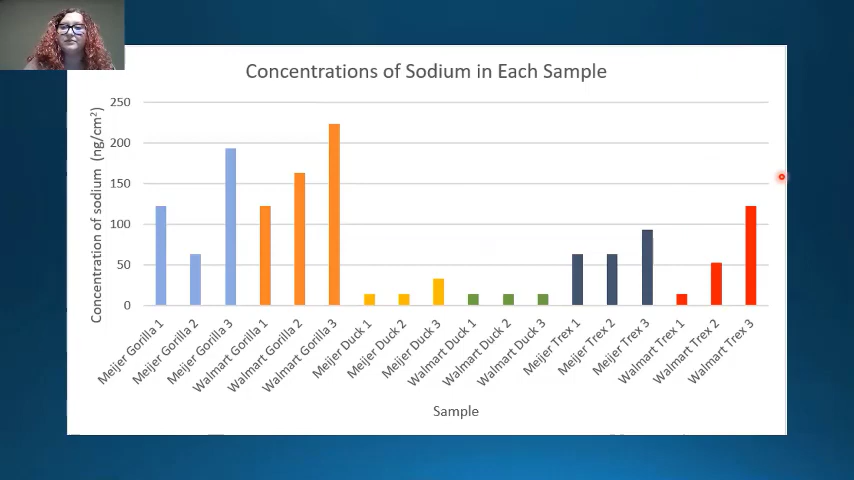 Concentrations of Sodium in Each Sample
Concentration of sodium (ng/cm²)
250
200
150
100
50
0
Meijer Gorilla 1
Meijer Gorilla 2
Meijer Gorilla 3
Walmart Gorilla 1
Walmart Gorilla 2
Walmart Gorilla 3
Meijer Duck 1
Meijer Duck 2
Meijer Duck 3
Walmart Duck 1
Walmart Duck 2
Walmart Duck 3
Meijer Trex 1
Meijer Trex 2
Meijer Trex 3
Walmart Trex 1
Walmart Trex 2
Walmart Trex 3
Sample